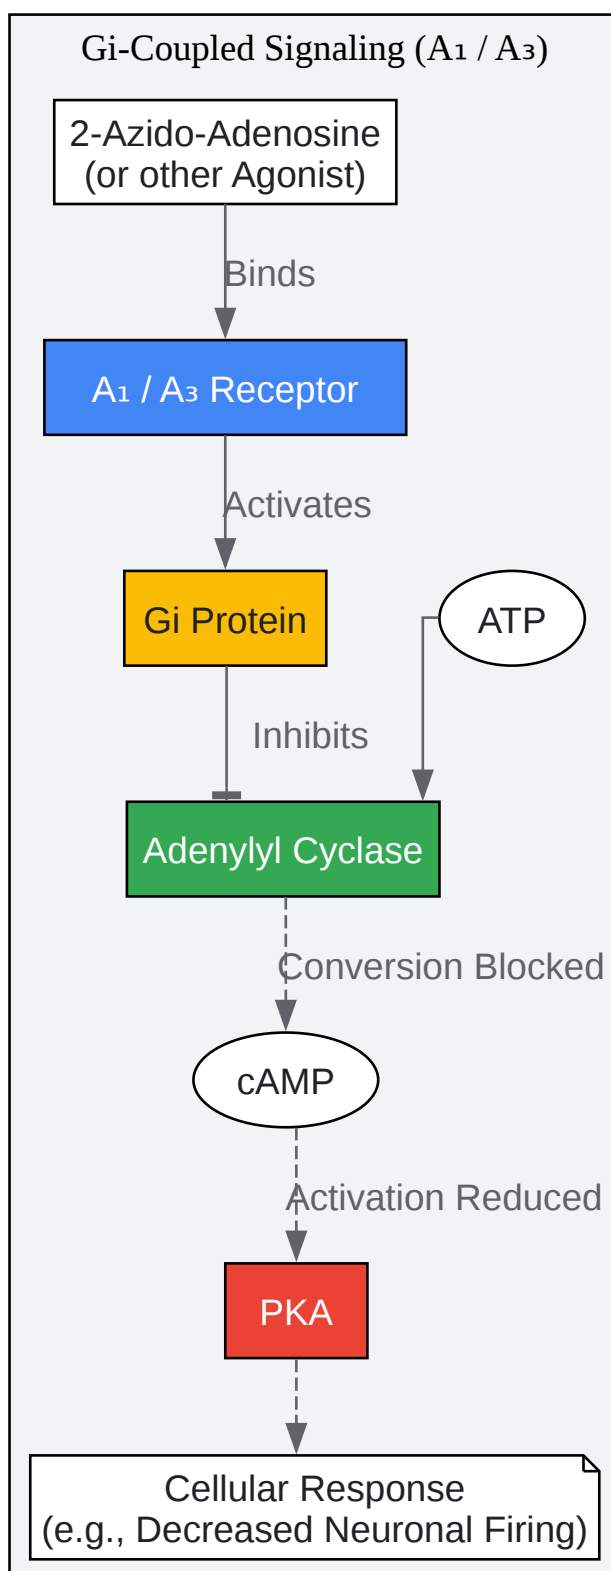 Gi-Coupled Signaling (A₁ / A₃)
2-Azido-Adenosine
(or other Agonist)
Binds
A₁ / A₃ Receptor
Activates
Gi Protein
ATP
Inhibits
Adenylyl Cyclase
Conversion Blocked
cAMP
Activation Reduced
PKA
Cellular Response
(e.g., Decreased Neuronal Firing)